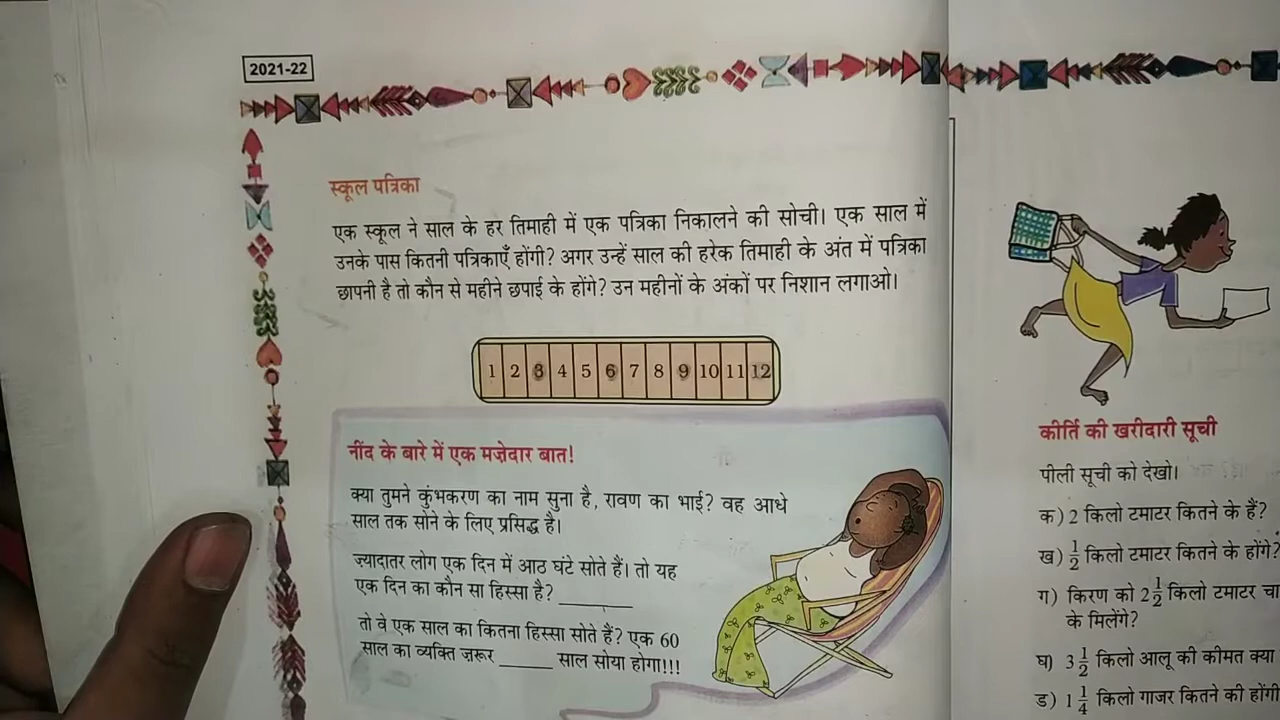 2021-22
स्कूल पत्रिका
एक स्कूल ने साल के हर तिमाही में एक पत्रिका निकालने की सोची। एक साल में
उनके पास कितनी पत्रिकाएँ होंगी? अगर उन्हें साल की हरेक तिमाही के अंत में पत्रिका
छापनी है तो कौन से महीने छपाई के होंगे? उन महीनों के अंकों पर निशान लगाओ।
1 2 3 4 5 6 7 8 9 10 11 12
नींद के बारे में एक मज़ेदार बात!
क्या तुमने कुंभकरण का नाम सुना है, रावण का भाई? वह आधे
साल तक सोने के लिए प्रसिद्ध है।
ज़्यादातर लोग एक दिन में आठ घंटे सोते हैं। तो यह
एक दिन का कौन सा हिस्सा है? ________
तो वे एक साल का कितना हिस्सा सोते हैं? एक 60
साल का व्यक्ति ज़रूर ______ साल सोया होगा!!!
कीर्ति की खरीदारी सूची
पीली सूची को देखो।
क) 2 किलो टमाटर कितने के हैं?
ख) 1/2 किलो टमाटर कितने के होंगे?
ग) किरण को 2 1/2 किलो टमाटर चा
के मिलेंगे?
घ) 3 1/2 किलो आलू की कीमत क्या
ड) 1 1/4 किलो गाजर कितने की होंगी